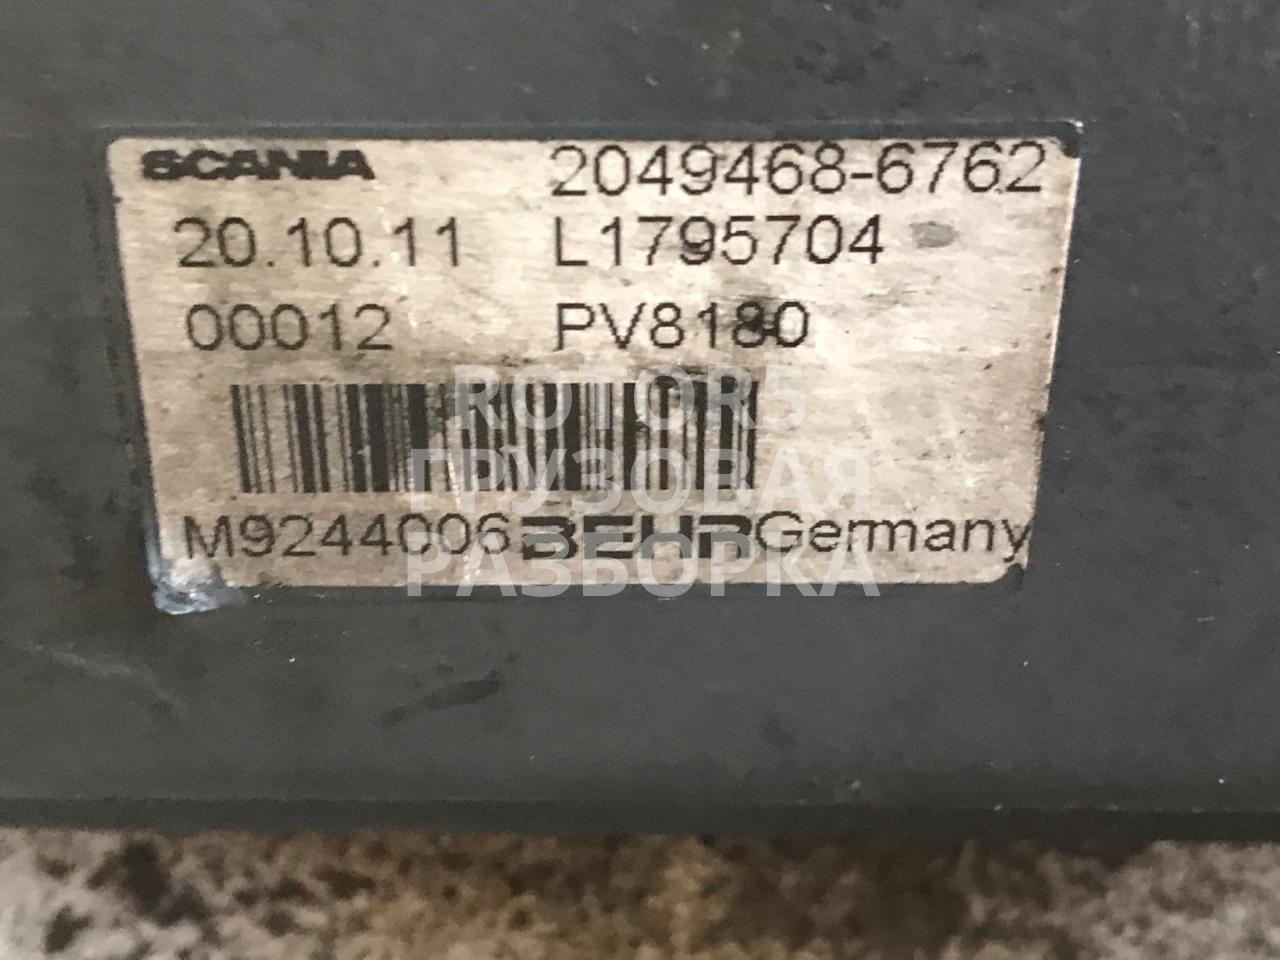 SCANIA 2049468-6762
20.10.11 L1795704
00012 PV8180
ROTOR5
ГРУЗОВАЯ
M9244006 BEHR Germany
РАЗБОРКА